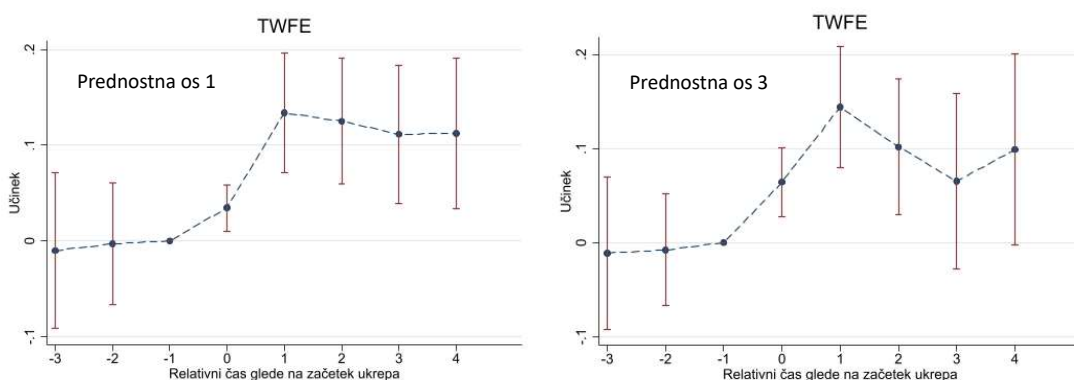 TWFE
Prednostna os 1
Učinek
.2
.1
0
-.1
-3 -2 -1 0 1 2 3 4
Relativni čas glede na začetek ukrepa
TWFE
Prednostna os 3
Učinek
.2
.1
0
-.1
-3 -2 -1 0 1 2 3 4
Relativni čas glede na začetek ukrepa